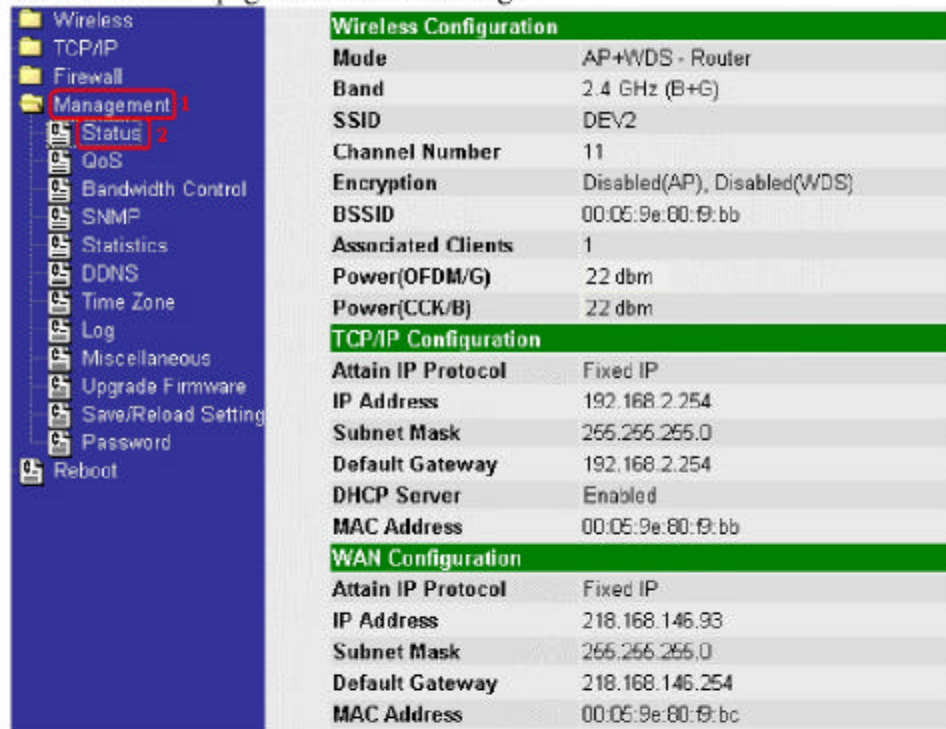 Wireless
TCP/IP
Firewall
Management 1
Status 2
QoS
Bandwidth Control
SNMP
Statistics
DDNS
Time Zone
Log
Miscellaneous
Upgrade Firmware
Save/Reload Setting
Password
Reboot
Wireless Configuration
Mode AP+WDS - Router
Band 2.4 GHz (B+G)
SSID DEV2
Channel Number 11
Encryption Disabled(AP), Disabled(WDS)
BSSID 00:05:9e:80:f9:bb
Associated Clients 1
Power(OFDM/G) 22 dbm
Power(CCK/B) 22 dbm
TCP/IP Configuration
Attain IP Protocol Fixed IP
IP Address 192.168.2.254
Subnet Mask 255.255.255.0
Default Gateway 192.168.2.254
DHCP Server Enabled
MAC Address 00:05:9e:80:f9:bb
WAN Configuration
Attain IP Protocol Fixed IP
IP Address 218.168.146.93
Subnet Mask 255.255.255.0
Default Gateway 218.168.146.254
MAC Address 00:05:9e:80:f9:bc